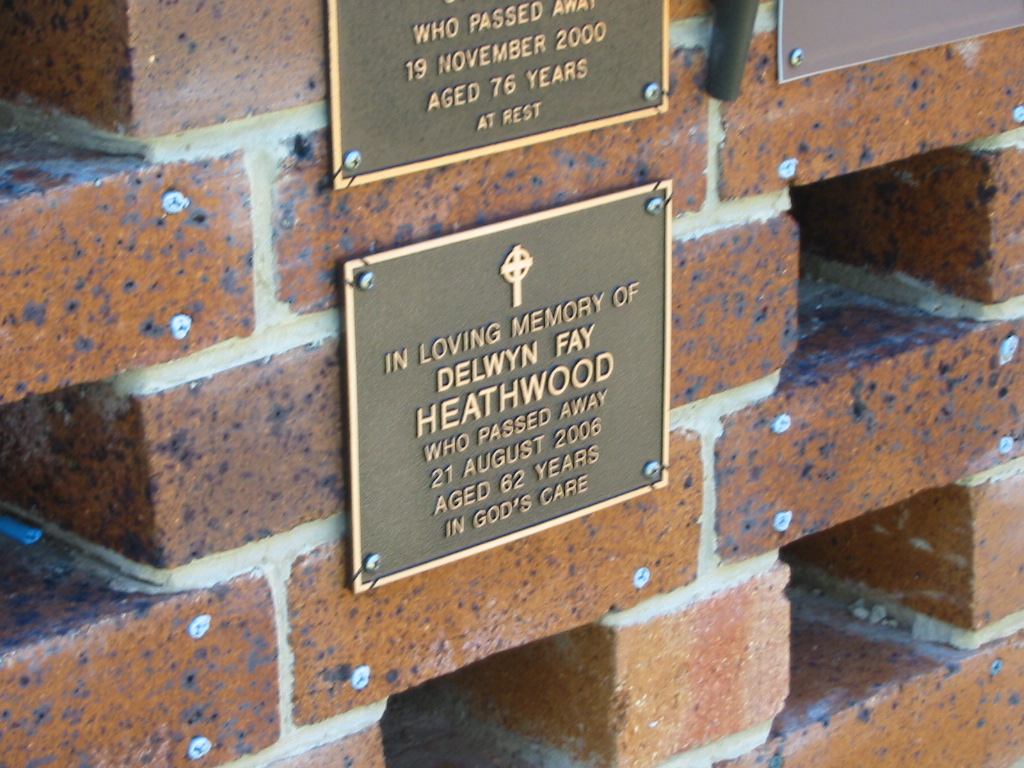 WHO PASSED AWAY
19 NOVEMBER 2000
AGED 76 YEARS
AT REST
IN LOVING MEMORY OF
DELWYN FAY
HEATHWOOD
WHO PASSED AWAY
21 AUGUST 2006
AGED 62 YEARS
IN GOD'S CARE